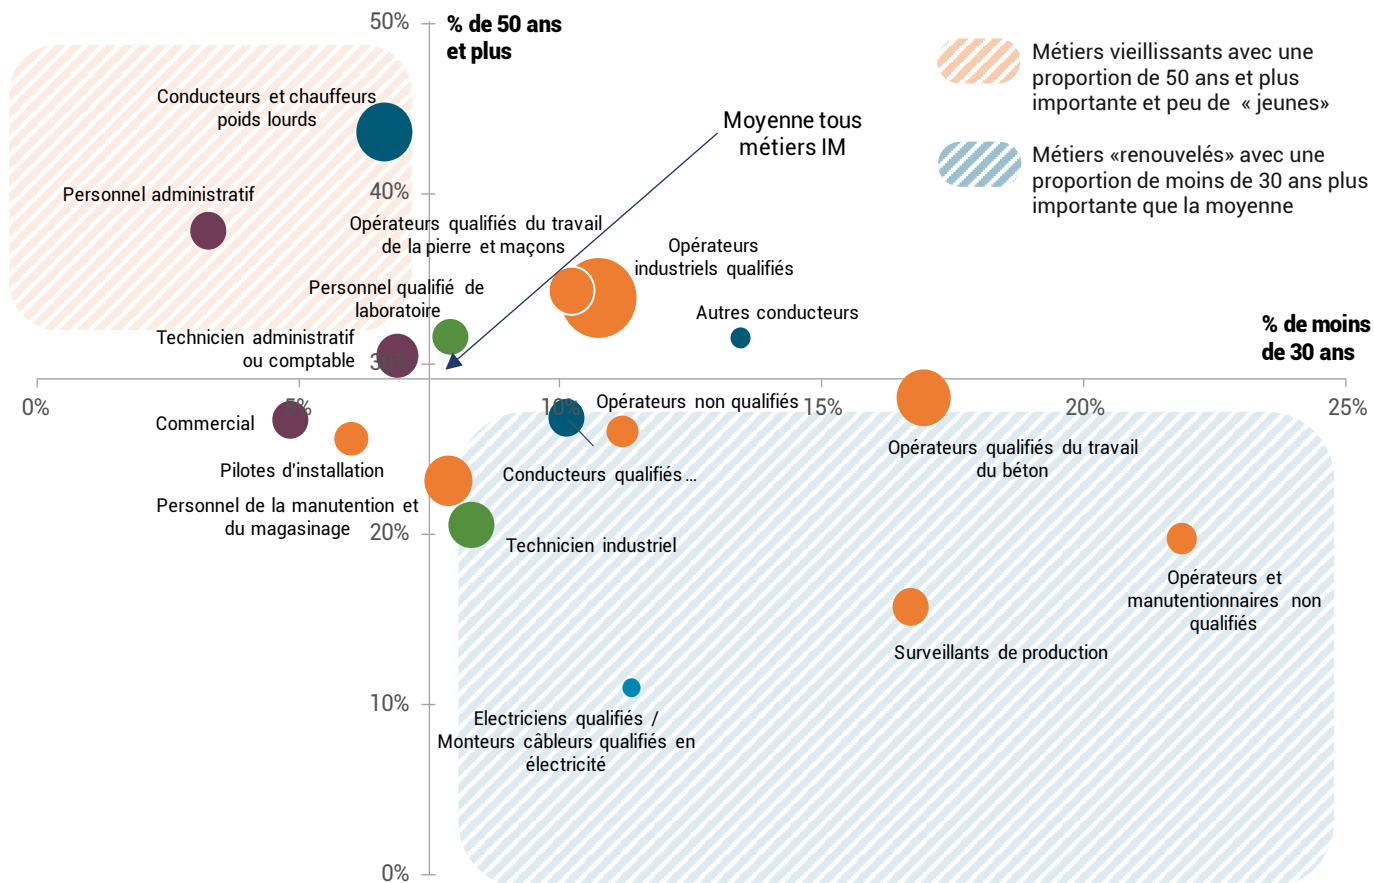 50%
% de 50 ans
et plus
Métiers vieillissants avec une
proportion de 50 ans et plus
importante et peu de « jeunes»
Métiers «renouvelés» avec une
proportion de moins de 30 ans plus
importante que la moyenne
Conducteurs et chauffeurs
poids lourds
Moyenne tous
métiers IM
40%
Personnel administratif
Opérateurs qualifiés du travail
de la pierre et maçons
Opérateurs
industriels qualifiés
Personnel qualifié de
laboratoire
Autres conducteurs
Technicien administratif
ou comptable
30%
% de moins
de 30 ans
0%
5%
10%
15%
20%
25%
Commercial
Opérateurs non qualifiés
Pilotes d'installation
Conducteurs qualifiés...
Opérateurs qualifiés du travail
du béton
Personnel de la manutention et
du magasinage
20%
Technicien industriel
Opérateurs et
manutentionnaires non
qualifiés
Surveillants de production
10%
Electriciens qualifiés /
Monteurs câbleurs qualifiés en
électricité
0%